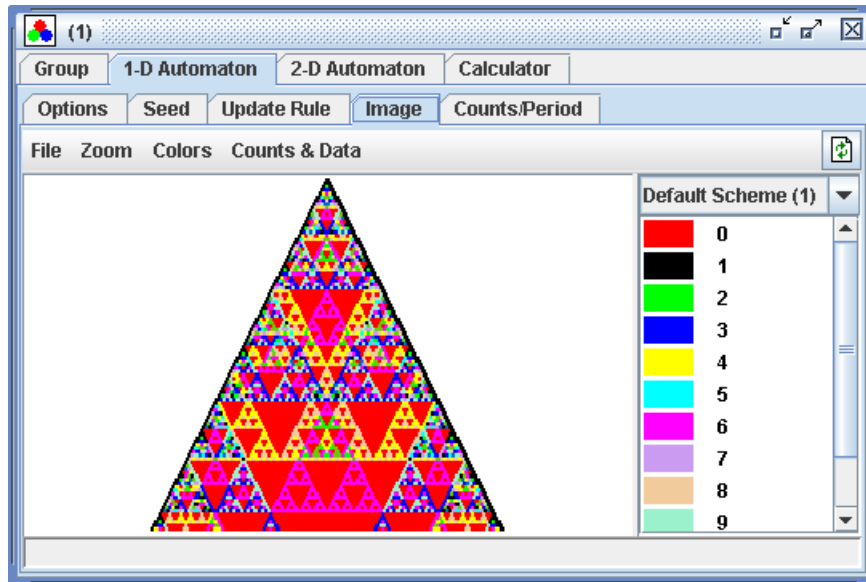 (1)
Group 1-D Automaton 2-D Automaton Calculator
Options Seed Update Rule Image Counts/Period
File Zoom Colors Counts & Data
Default Scheme (1)
0
1
2
3
4
5
6
7
8
9